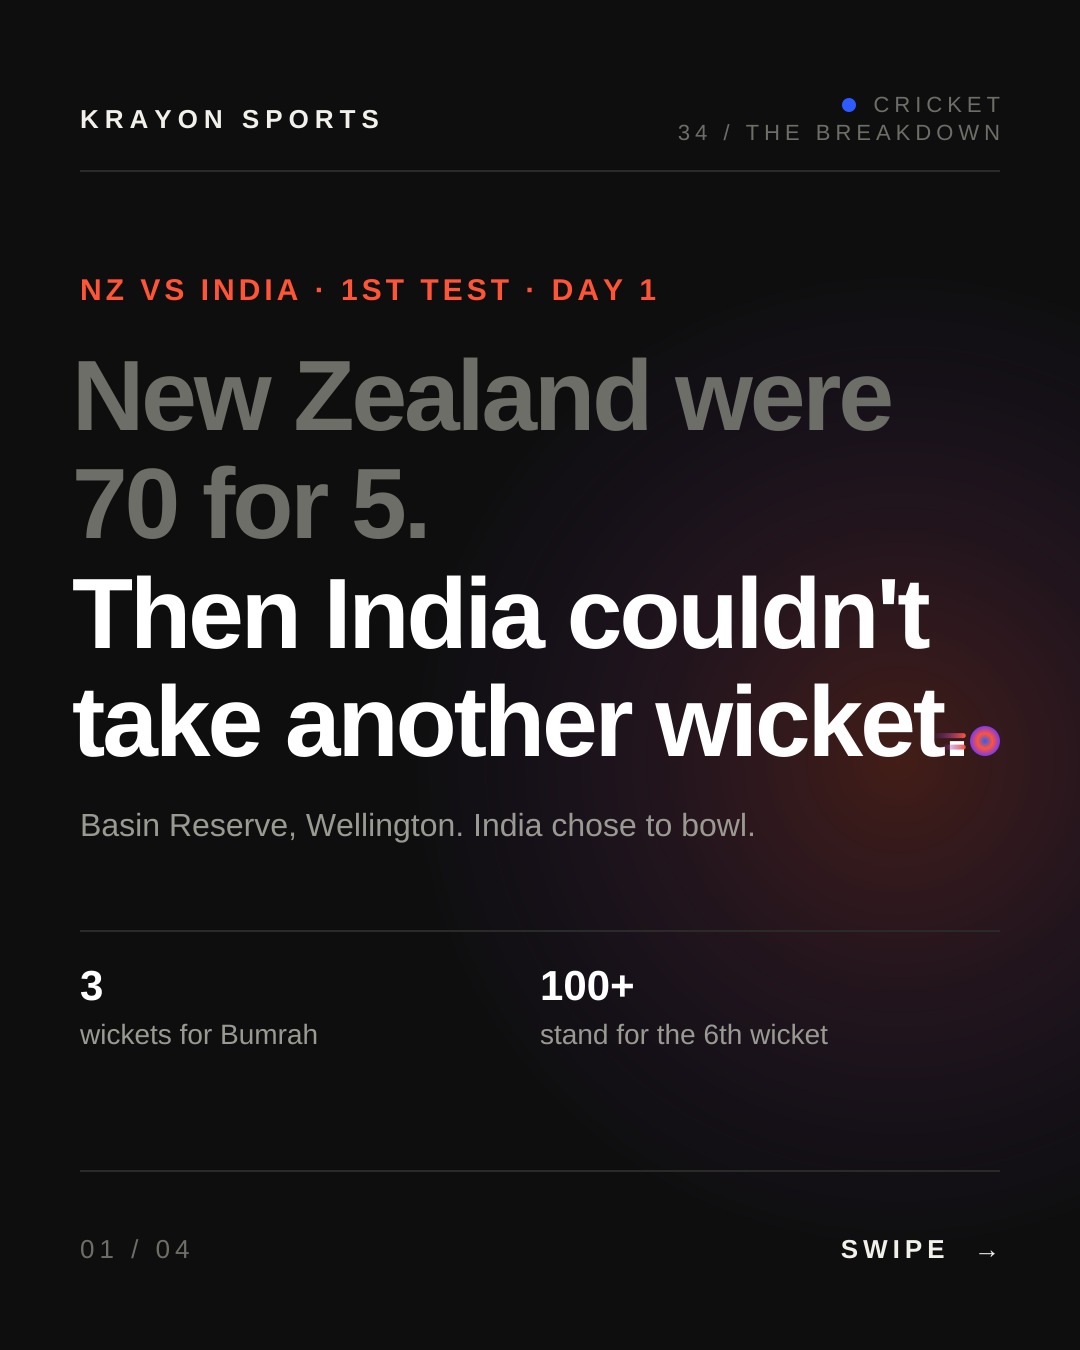 KRAYON SPORTS
CRICKET
34 / THE BREAKDOWN
NZ VS INDIA · 1ST TEST · DAY 1
New Zealand were
70 for 5.
Then India couldn't
take another wicket.
Basin Reserve, Wellington. India chose to bowl.
3
wickets for Bumrah
100+
stand for the 6th wicket
01 / 04
SWIPE →